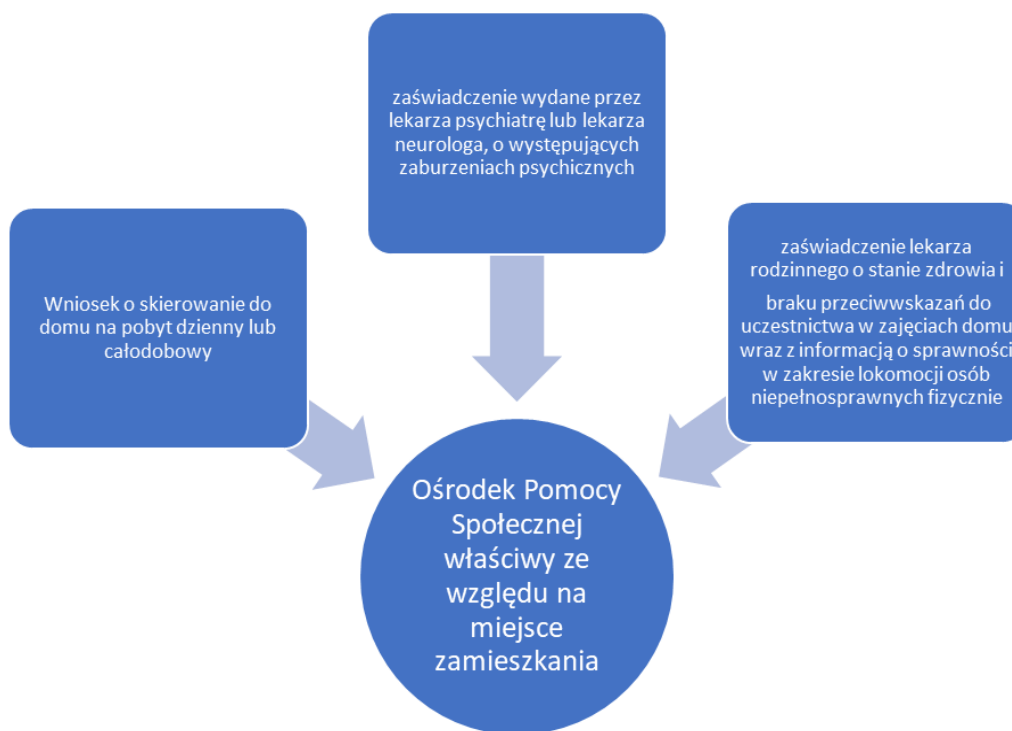 zaświadczenie wydane przez
lekarza psychiatrę lub lekarza
neurologa, o występujących
zaburzeniach psychicznych
Wniosek o skierowanie do
domu na pobyt dzienny lub
całodobowy
zaświadczenie lekarza
rodzinnego o stanie zdrowia i
braku przeciwwskazań do
uczestnictwa w zajęciach domu
wraz z informacją o sprawności
w zakresie lokomocji osób
niepełnosprawnych fizycznie
Ośrodek Pomocy
Społecznej
właściwy ze
względu na
miejsce
zamieszkania